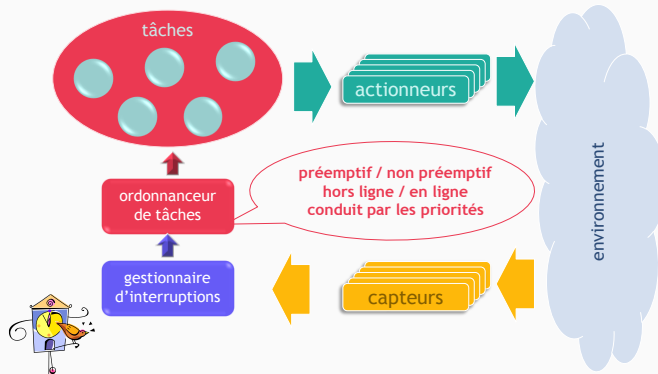 tâches
actionneurs
préemptif / non préemptif
hors ligne / en ligne
conduit par les priorités
ordonnanceur
de tâches
environnement
gestionnaire
d'interruptions
capteurs